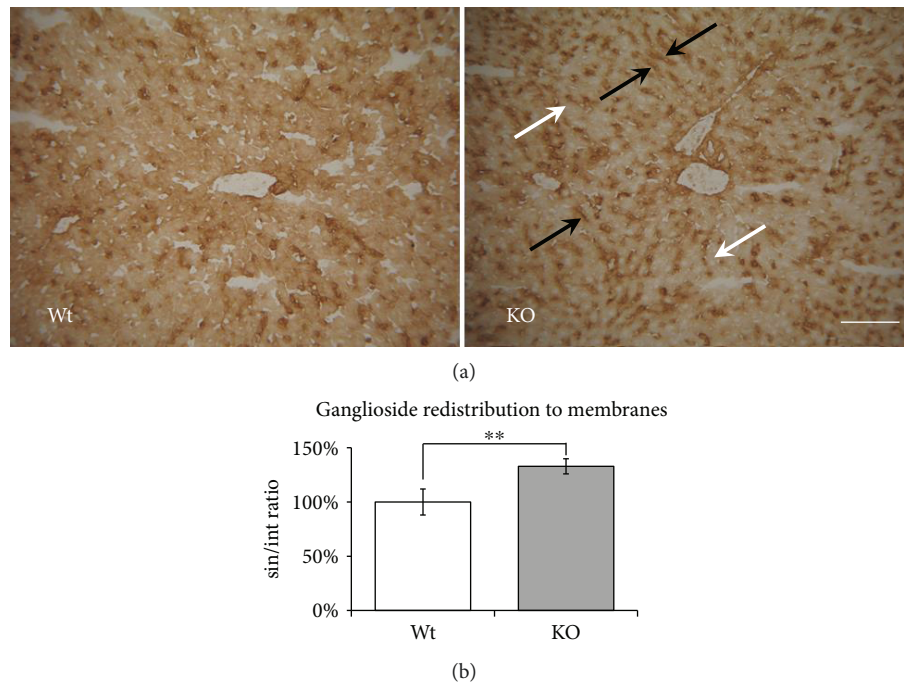 Wt
KO
(a)
Ganglioside redistribution to membranes
**
150%
100%
50%
0%
sin/int ratio
Wt
KO
(b)